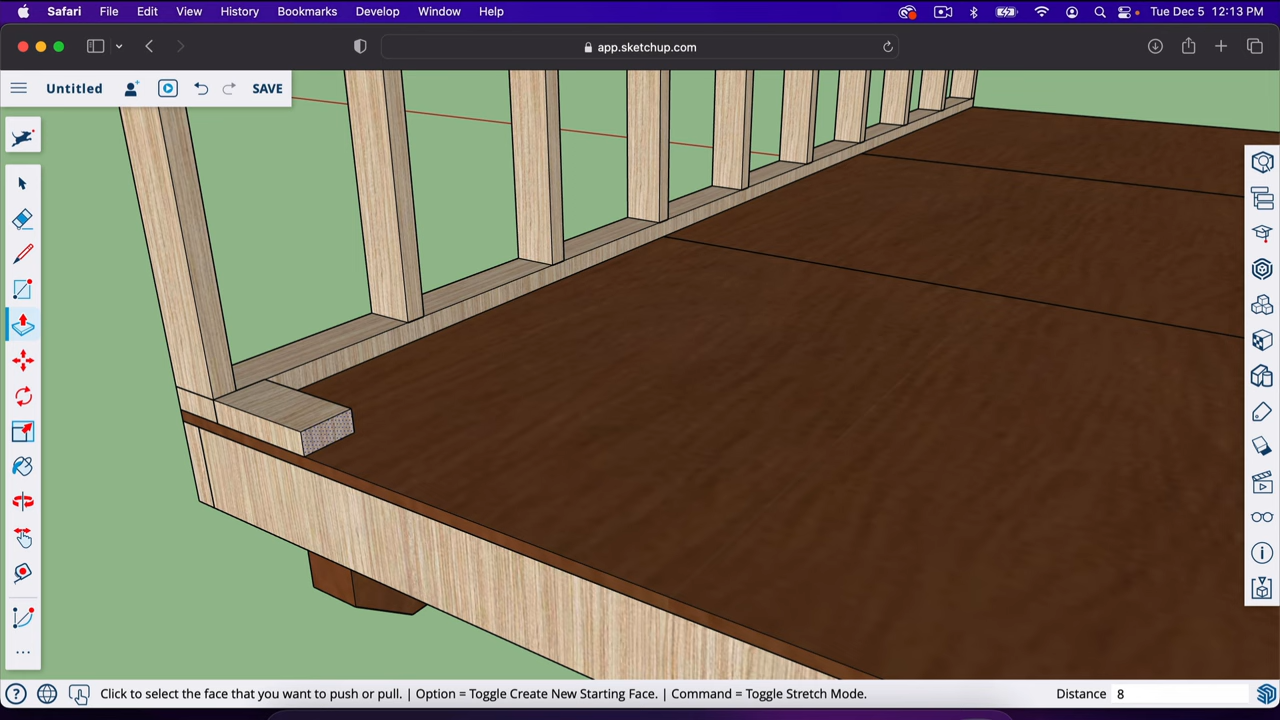 Safari File Edit View History Bookmarks Develop Window Help Tue Dec 5 12:13 PM
app.sketchup.com
Untitled SAVE
Click to select the face that you want to push or pull. | Option = Toggle Create New Starting Face. | Command = Toggle Stretch Mode. Distance 8